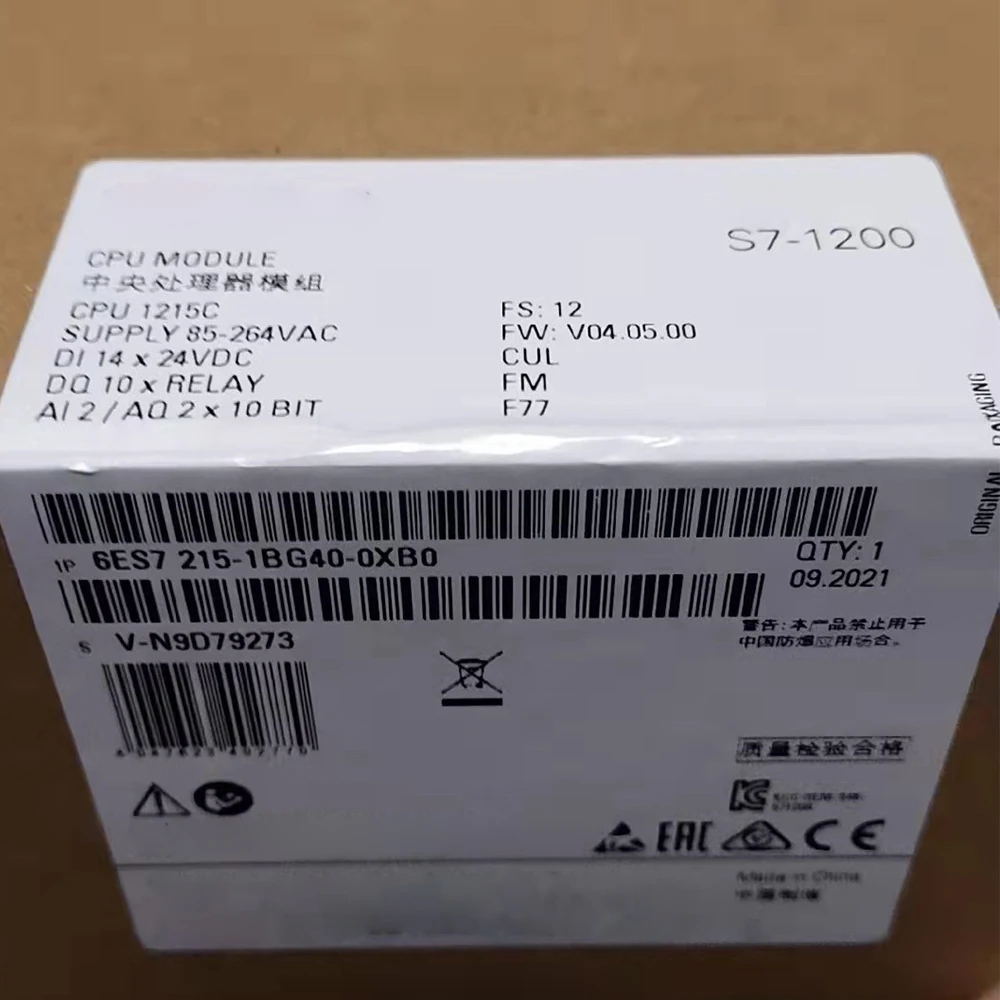 S7-1200
CPU MODULE
中央处理器模组
CPU 1215C
SUPPLY 85-264VAC
DI 14 x 24VDC
DQ 10 x RELAY
AI 2 / AQ 2 x 10 BIT
FS: 12
FW: V04.05.00
CUL
FM
F77
ORIGINAL PACKAGING
1P 6ES7 215-1BG40-0XB0
QTY: 1
09.2021
S V-N9D79273
警告:本产品禁止用于
中国防爆应用场合。
质量检验合格
EAC
CE
Made in China
中国制造